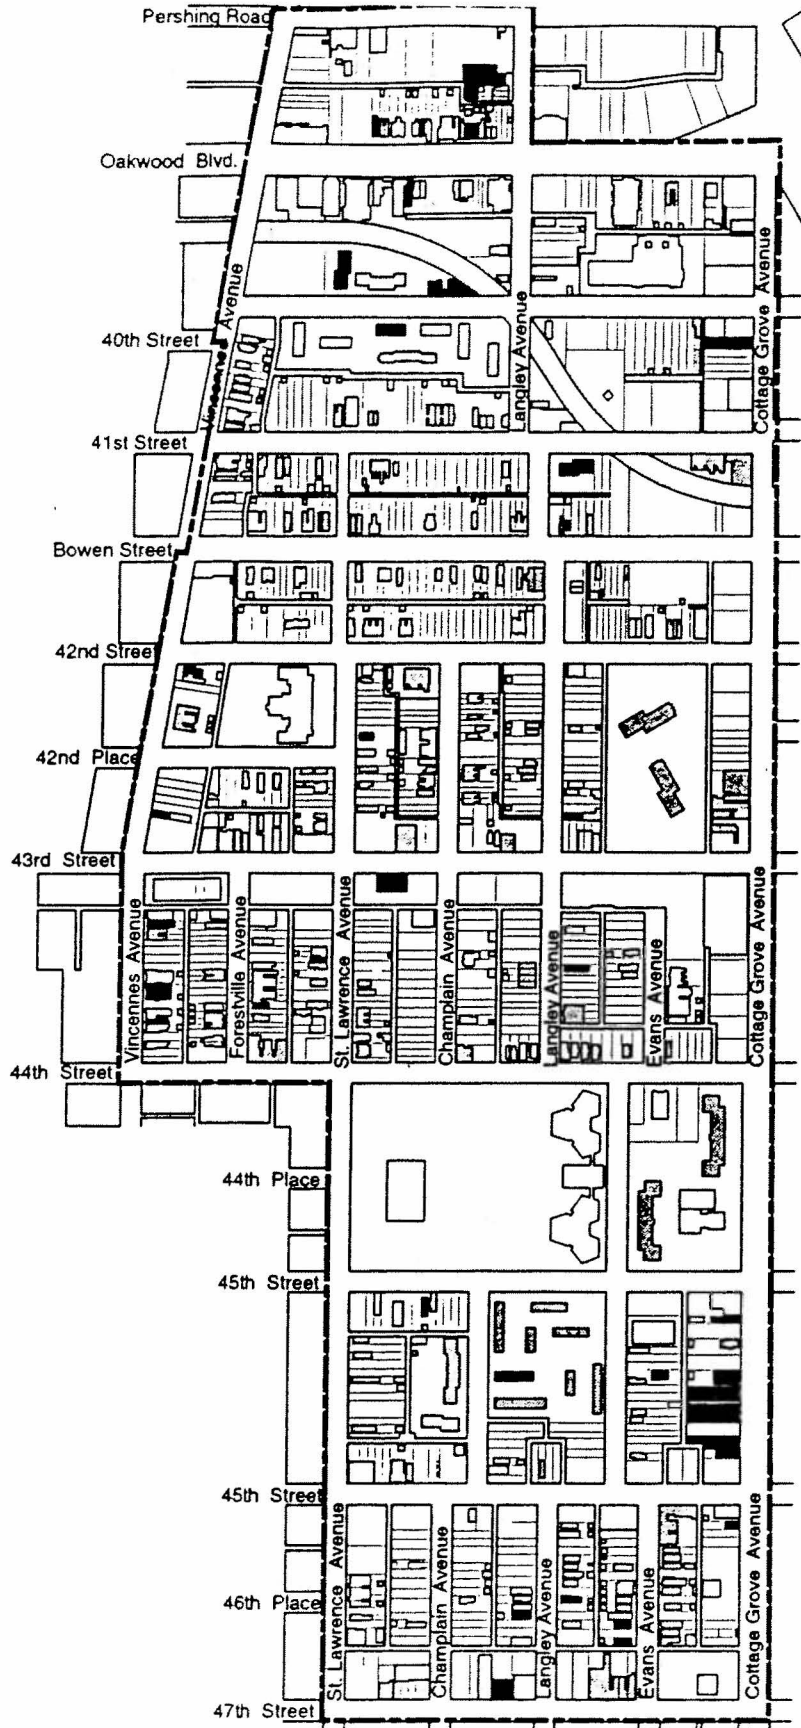 Pershing Road
Oakwood Blvd.
Vincennes Avenue
Langley Avenue
Cottage Grove Avenue
40th Street
41st Street
Bowen Street
42nd Street
42nd Place
43rd Street
Vincennes Avenue
Forestville Avenue
St. Lawrence Avenue
Champlain Avenue
Langley Avenue
Evans Avenue
Cottage Grove Avenue
44th Street
44th Place
45th Street
45th Street
St. Lawrence Avenue
Champlain Avenue
Langley Avenue
Evans Avenue
Cottage Grove Avenue
46th Place
47th Street